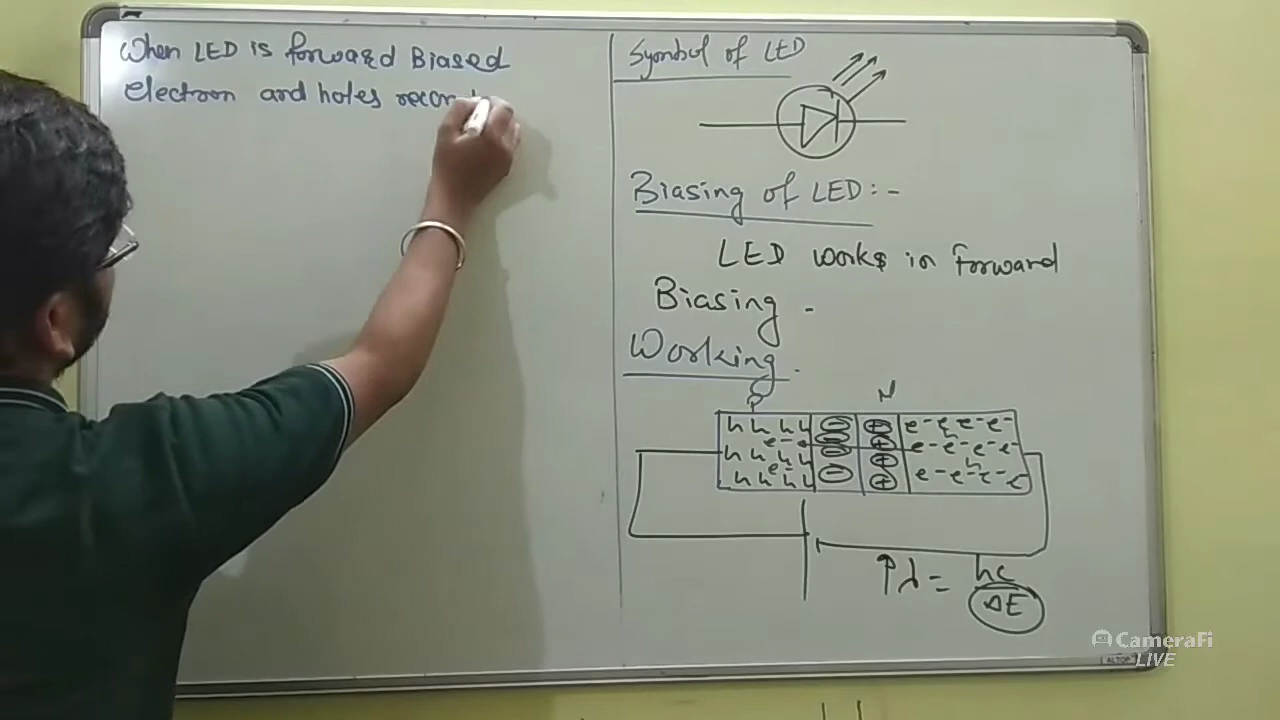 When LED is forward Biased
electron and holes recom
Symbol of LED
Biasing of LED:-
LED works in forward
Biasing -
Working.
P
N
h h h h
e-
h h h h
e-
h h h h
- - - -
+ + + +
e- e- e- e-
h
e- e- e- e-
h
e- e- e- e-
↑λ = hc
ΔE
CameraFi
LIVE
ALTOP